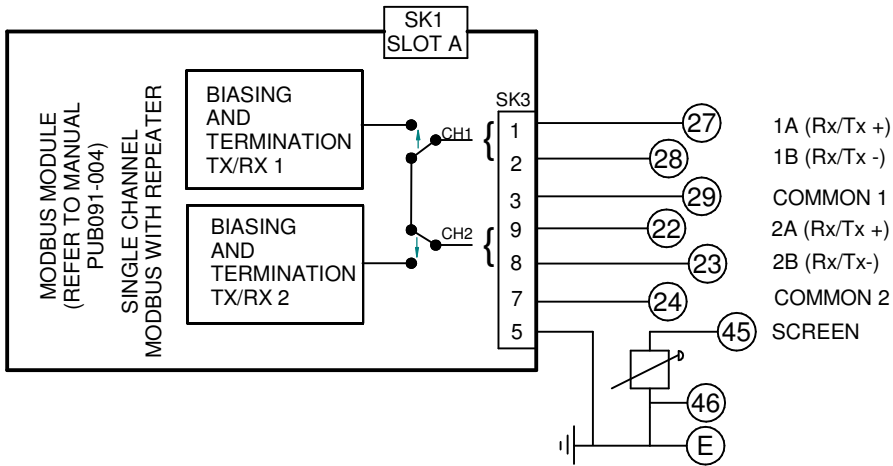 SK1
SLOT A
MODBUS MODULE
(REFER TO MANUAL
PUB091-004)
SINGLE CHANNEL
MODBUS WITH REPEATER
BIASING
AND
TERMINATION
TX/RX 1
BIASING
AND
TERMINATION
TX/RX 2
CH1
CH2
SK3
{ 1 27 1A (Rx/Tx +)
2 28 1B (Rx/Tx -)
3 29 COMMON 1
{ 9 22 2A (Rx/Tx +)
8 23 2B (Rx/Tx-)
7 24 COMMON 2
5 45 SCREEN
46
E